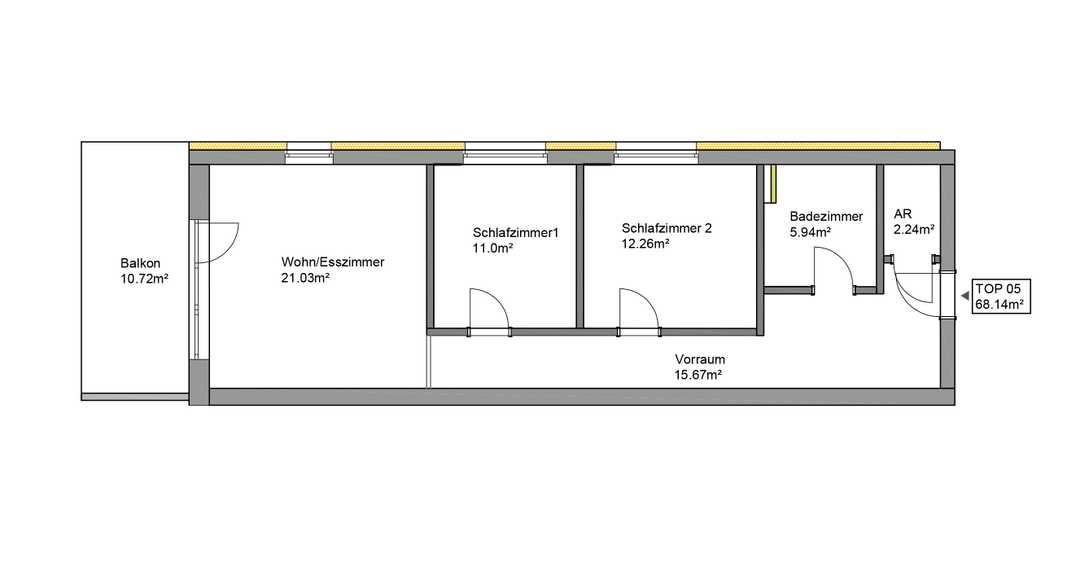 Balkon
10.72m²
Wohn/Esszimmer
21.03m²
Schlafzimmer1
11.0m²
Schlafzimmer 2
12.26m²
Badezimmer
5.94m²
AR
2.24m²
TOP 05
68.14m²
Vorraum
15.67m²